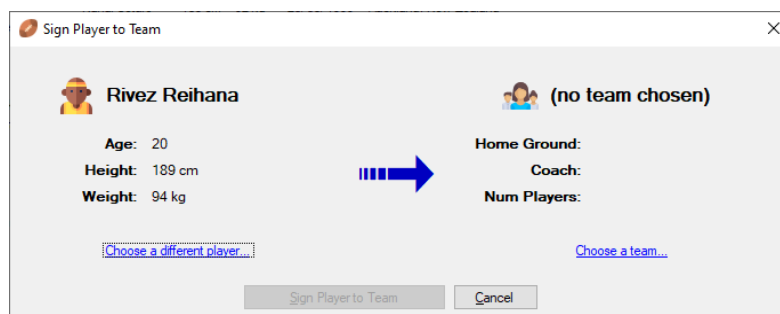 Sign Player to Team
Rivez Reihana
(no team chosen)
Age: 20
Height: 189 cm
Weight: 94 kg
Home Ground:
Coach:
Num Players:
Choose a different player...
Choose a team...
Sign Player to Team
Cancel